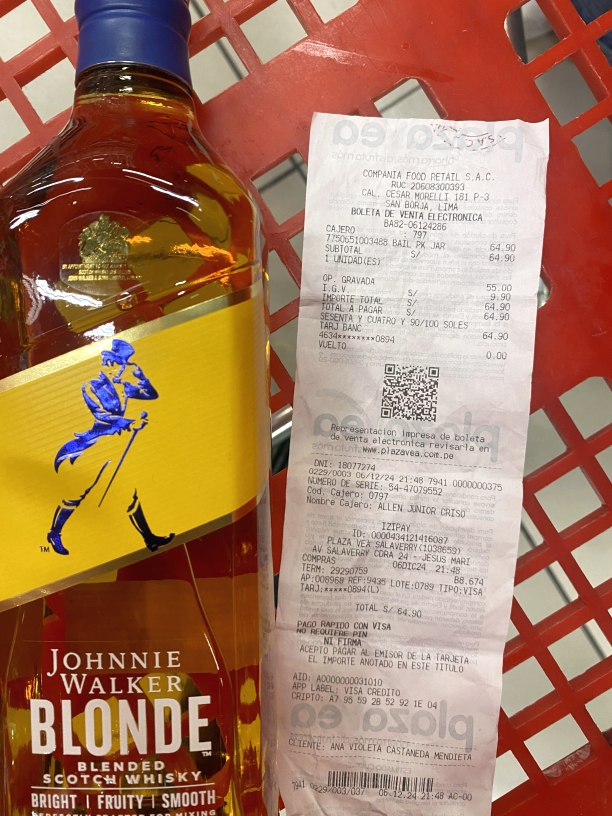 JOHNNIE
WALKER
BLONDE™
BLENDED
SCOTCH WHISKY
BRIGHT | FRUITY | SMOOTH
TM
plaza vea
COMPANIA FOOD RETAIL S.A.C.
RUC 20608300393
CAL. CESAR MORELLI 181 P-3
SAN BORJA, LIMA
BOLETA DE VENTA ELECTRONICA
BA82-06124286
CAJERO : 797
7750651003488 BAIL PK JAR 64.90
SUBTOTAL S/ 64.90
1 UNIDAD(ES)
OP. GRAVADA 55.00
I.G.V. S/ 9.90
IMPORTE TOTAL S/ 64.90
TOTAL A PAGAR S/ 64.90
SESENTA Y CUATRO Y 90/100 SOLES
TARJ BANC 64.90
4634********0894
VUELTO 0.00
Representacion impresa de boleta
de venta electronica revisarla en
www.plazavea.com.pe
DNI: 18077274
0229/0003 06/12/24 21:48 7941 0000000375
NUMERO DE SERIE: 54-47079552
Cod. Cajero: 0797
Nombre Cajero: ALLEN JUNIOR CRISO
IZIPAY
ID: 0000434121416087
PLAZA VEA SALAVERRY(1038659)
AV SALAVERRY CDRA 24 - JESUS MARI
COMPRAS 06DIC24 21:48
TERM: 29290759 B8.674
AP:008968 REF:9435 LOTE:0789 TIPO:VISA
TARJ:*****0894(L)
TOTAL S/ 64.90
PAGO RAPIDO CON VISA
NO REQUIERE PIN
NI FIRMA
ACEPTO PAGAR AL EMISOR DE LA TARJETA
EL IMPORTE ANOTADO EN ESTE TITULO
AID: A0000000031010
APP LABEL: VISA CREDITO
CRIPTO: A7 95 59 2B 52 92 1E 04
CLIENTE: ANA VIOLETA CASTANEDA MENDIETA
7941 0229/0003/037 06.12.24 21:48 AC-00